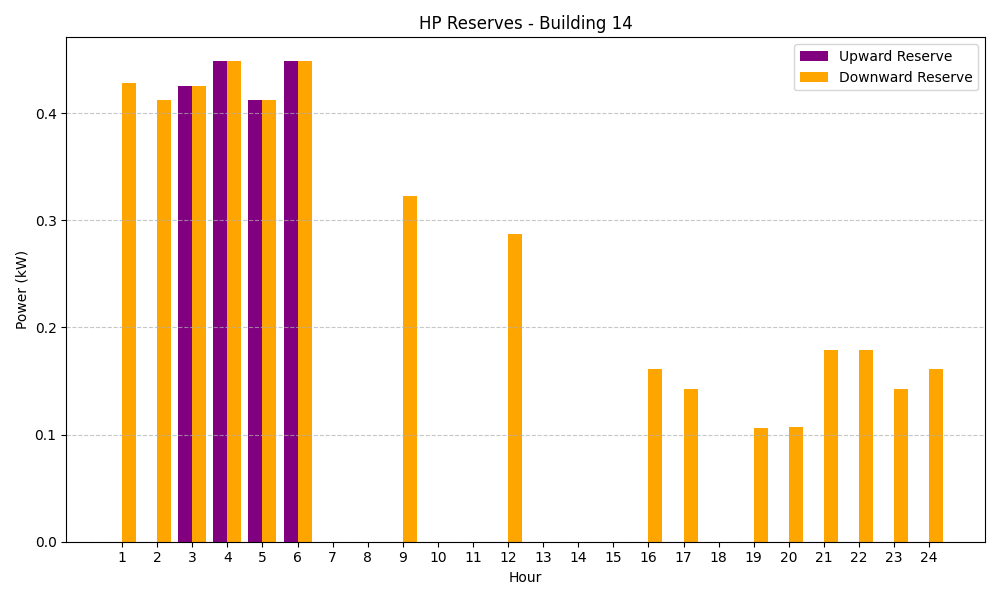 HP Reserves - Building 14
Upward Reserve
Downward Reserve
Power (kW)
0.4
0.3
0.2
0.1
0.0
1 2 3 4 5 6 7 8 9 10 11 12 13 14 15 16 17 18 19 20 21 22 23 24
Hour